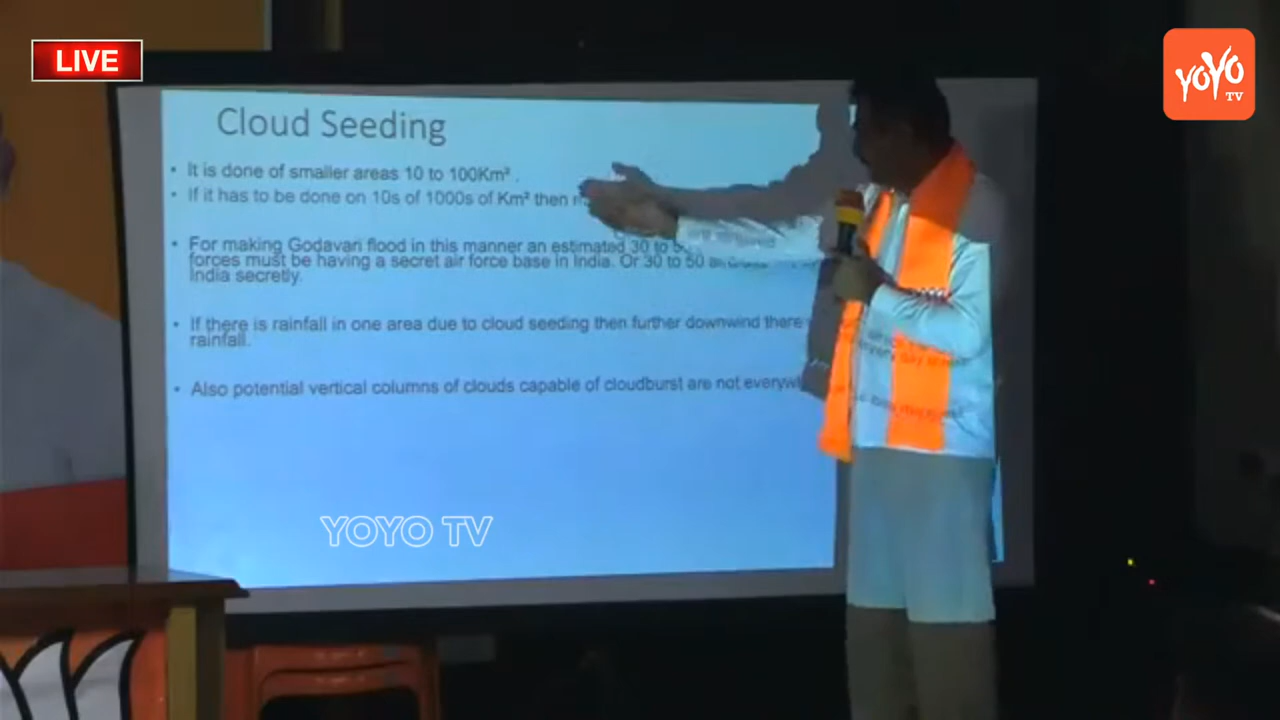 LIVE
YOYO
TV
Cloud Seeding
• It is done of smaller areas 10 to 100Km² .
• If it has to be done on 10s of 1000s of Km² then
• For making Godavari flood in this manner an estimated 30 to
forces must be having a secret air force base in India. Or 30 to 50
India secretly.
• If there is rainfall in one area due to cloud seeding then further downwind there
rainfall.
• Also potential vertical columns of clouds capable of cloudburst are not
YOYO TV